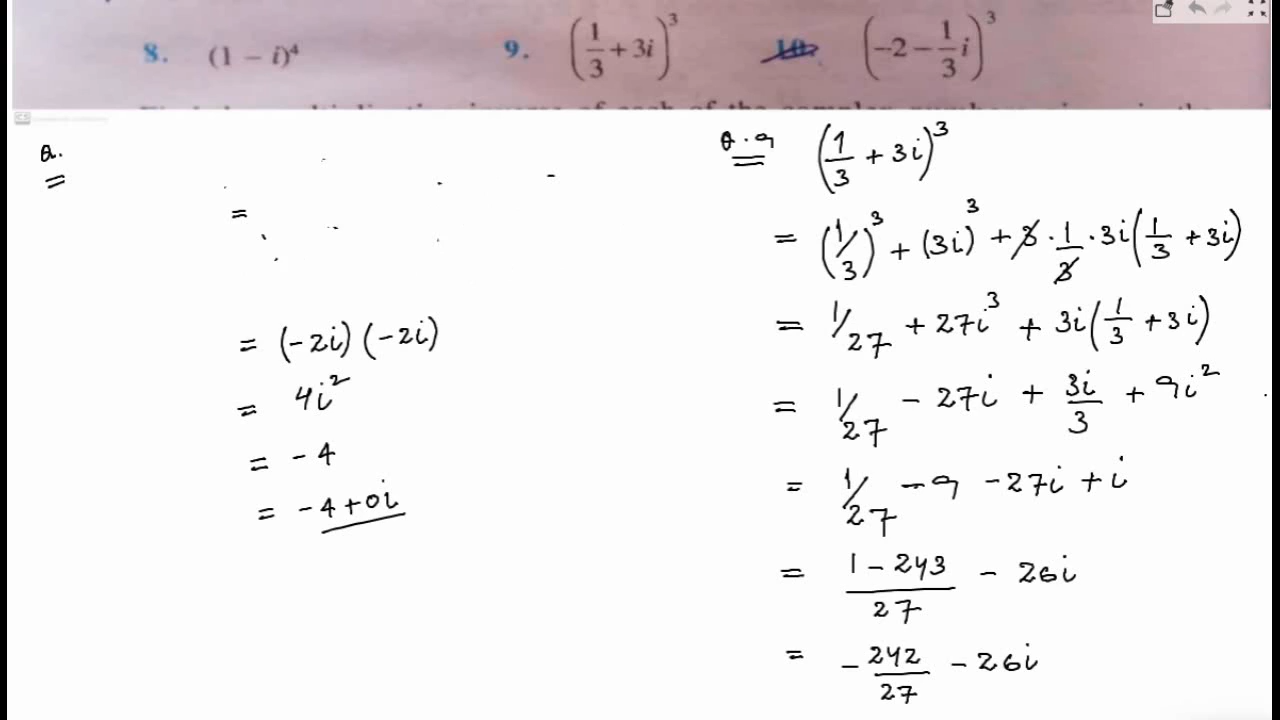 8. (1 − i)⁴ 9. (1/3 + 3i)³ 10. (−2 − 1/3 i)³
Q.
=
= (-2i) (-2i)
= 4i²
= -4
= -4+0i
Q.9 (1/3 + 3i)³
= (1/3)³ + (3i)³ + 3 · 1/3 · 3i (1/3 + 3i)
= 1/27 + 27i³ + 3i (1/3 + 3i)
= 1/27 - 27i + 3i/3 + 9i²
= 1/27 - 9 - 27i + i
= 1 - 243/27 - 26i
= - 242/27 - 26i